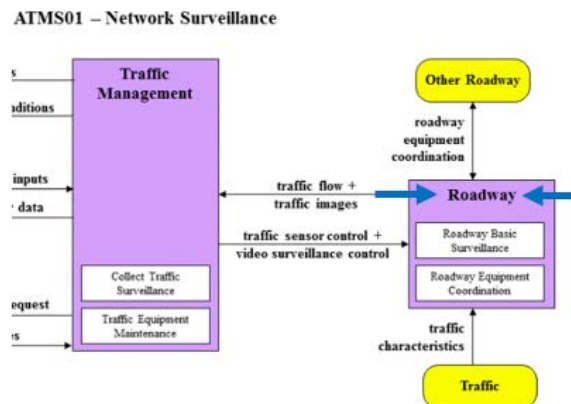 ATMS01 – Network Surveillance
Traffic
Management
Other Roadway
roadway
equipment
coordination
inputs
data
traffic flow +
traffic images
Roadway
traffic sensor control +
video surveillance control
Roadway Basic
Surveillance
Collect Traffic
Surveillance
Roadway Equipment
Coordination
Traffic Equipment
Maintenance
traffic
characteristics
Traffic